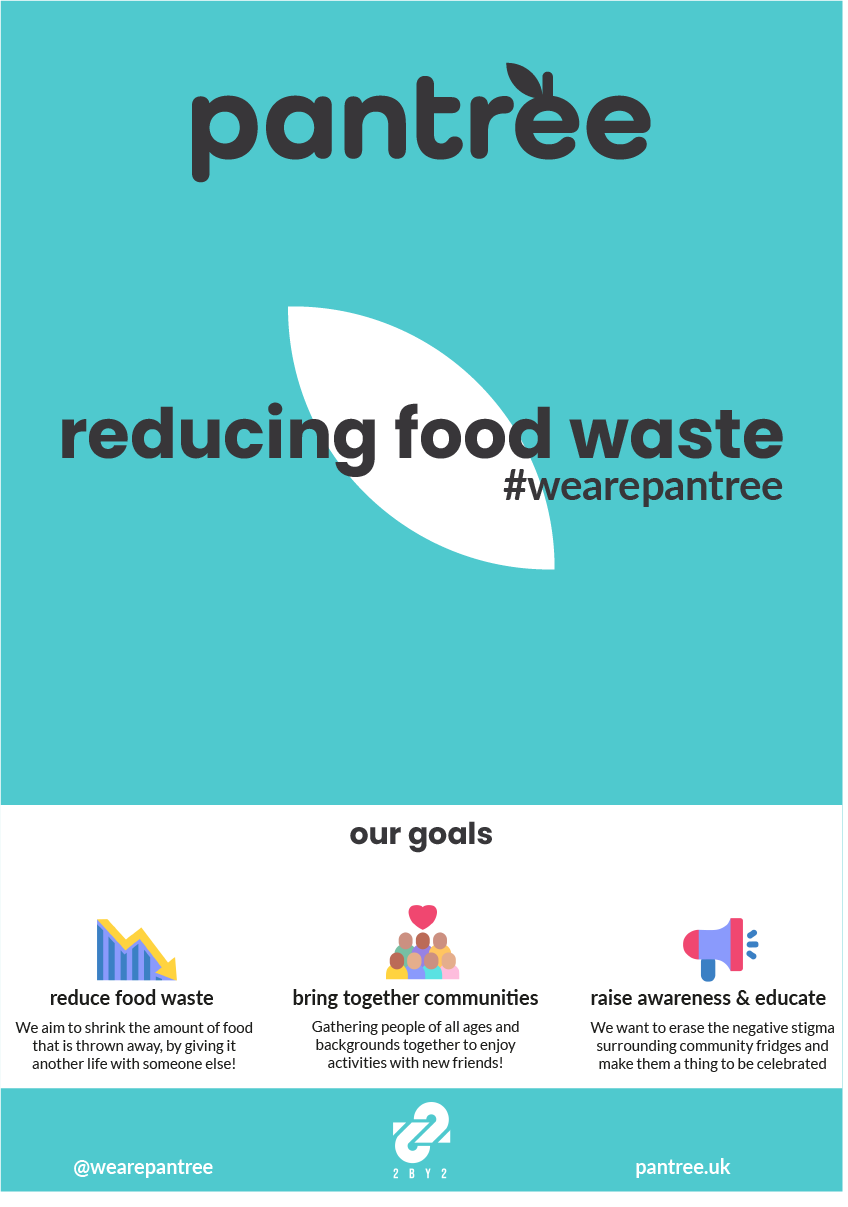 pantree
reducing food waste
#wearepantree
our goals
reduce food waste
We aim to shrink the amount of food
that is thrown away, by giving it
another life with someone else!
bring together communities
Gathering people of all ages and
backgrounds together to enjoy
activities with new friends!
raise awareness & educate
We want to erase the negative stigma
surrounding community fridges and
make them a thing to be celebrated
@wearepantree
2BY2
pantree.uk